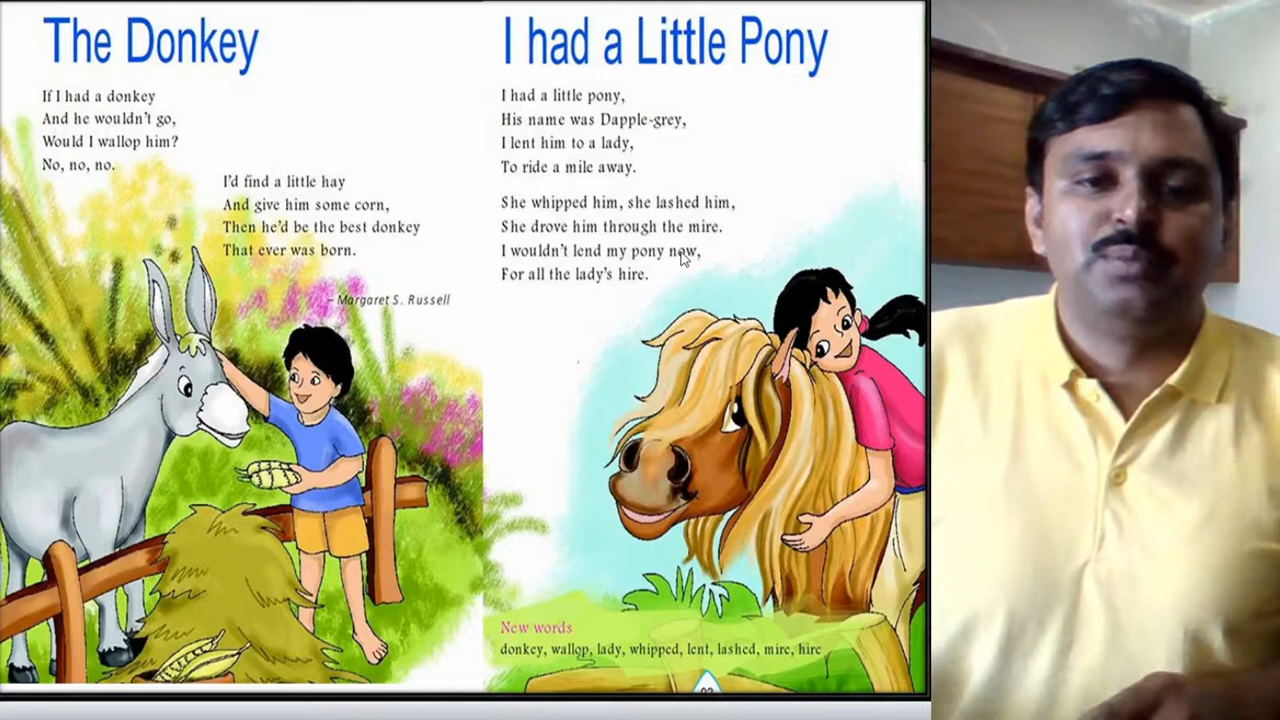 The Donkey
If I had a donkey
And he wouldn't go,
Would I wallop him?
No, no, no.
I'd find a little hay
And give him some corn,
Then he'd be the best donkey
That ever was born.
– Margaret S. Russell
I had a Little Pony
I had a little pony,
His name was Dapple-grey,
I lent him to a lady,
To ride a mile away.
She whipped him, she lashed him,
She drove him through the mire.
I wouldn't lend my pony now,
For all the lady's hire.
New words
donkey, wallop, lady, whipped, lent, lashed, mire, hire